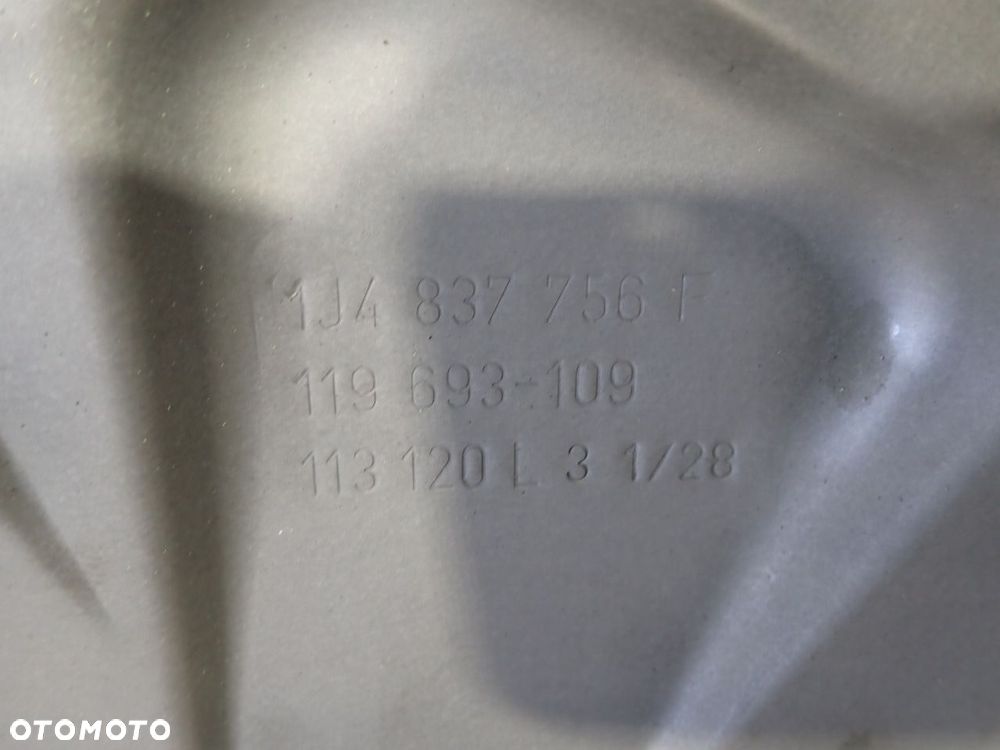 1J4 837 756 F
119 693-109
113 120 L 3 1/28
OTOMOTO